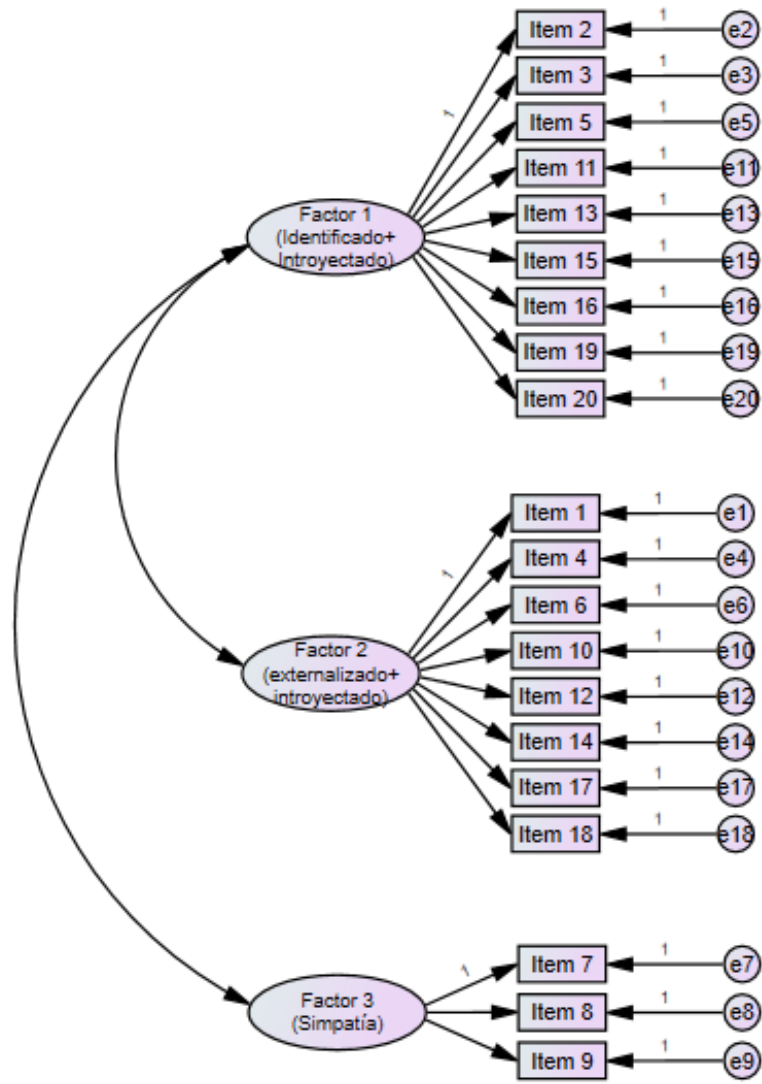 Item 2 1 e2
Item 3 1 e3
1 Item 5 1 e5
Item 11 1 e11
Item 13 1 e13
Item 15 1 e15
Item 16 1 e16
Item 19 1 e19
Item 20 1 e20
Factor 1
(Identificado+
Introyectado)
Item 1 1 e1
1 Item 4 1 e4
Item 6 1 e6
Item 10 1 e10
Item 12 1 e12
Item 14 1 e14
Item 17 1 e17
Item 18 1 e18
Factor 2
(externalizado+
introyectado)
1 Item 7 1 e7
Item 8 1 e8
Item 9 1 e9
Factor 3
(Simpatía)